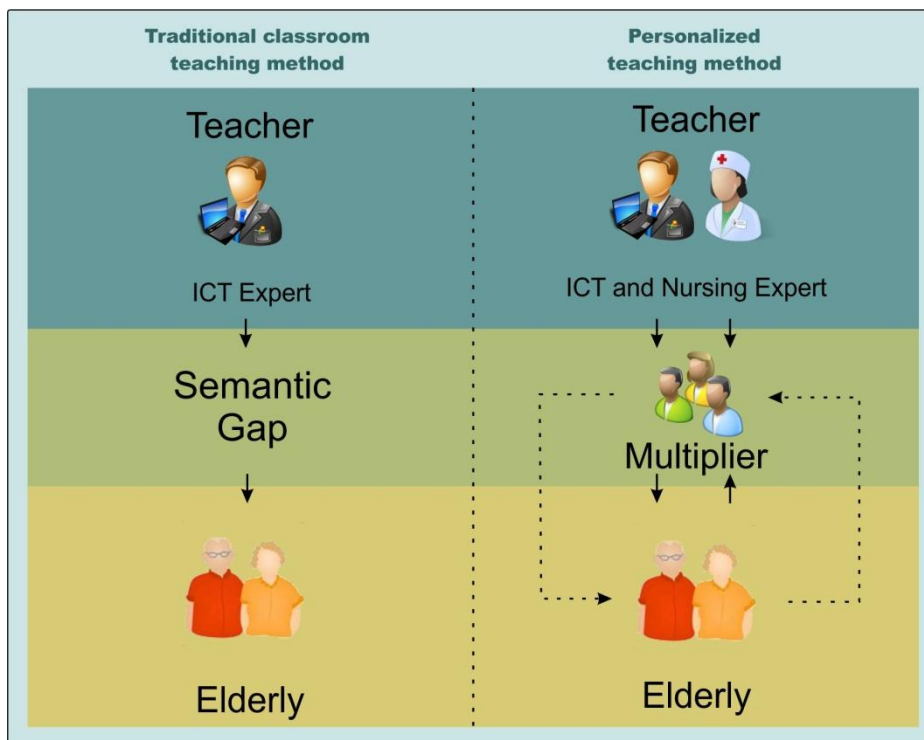 Traditional classroom
teaching method
Teacher
ICT Expert
Semantic
Gap
Elderly
Personalized
teaching method
Teacher
ICT and Nursing Expert
Multiplier
Elderly